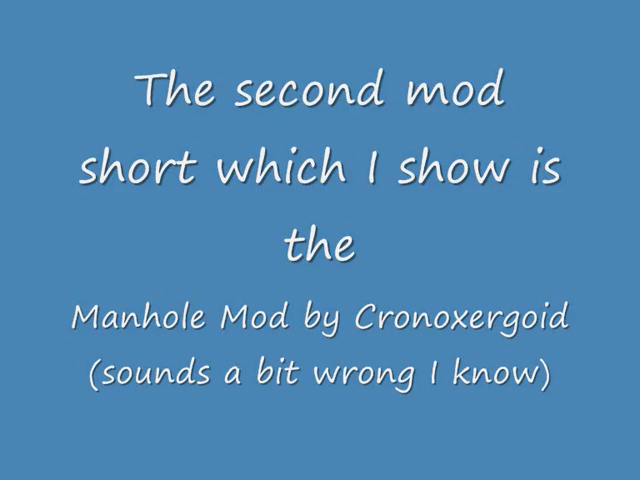 The second mod
short which I show is
the
Manhole Mod by Cronoxergoid
(sounds a bit wrong I know)